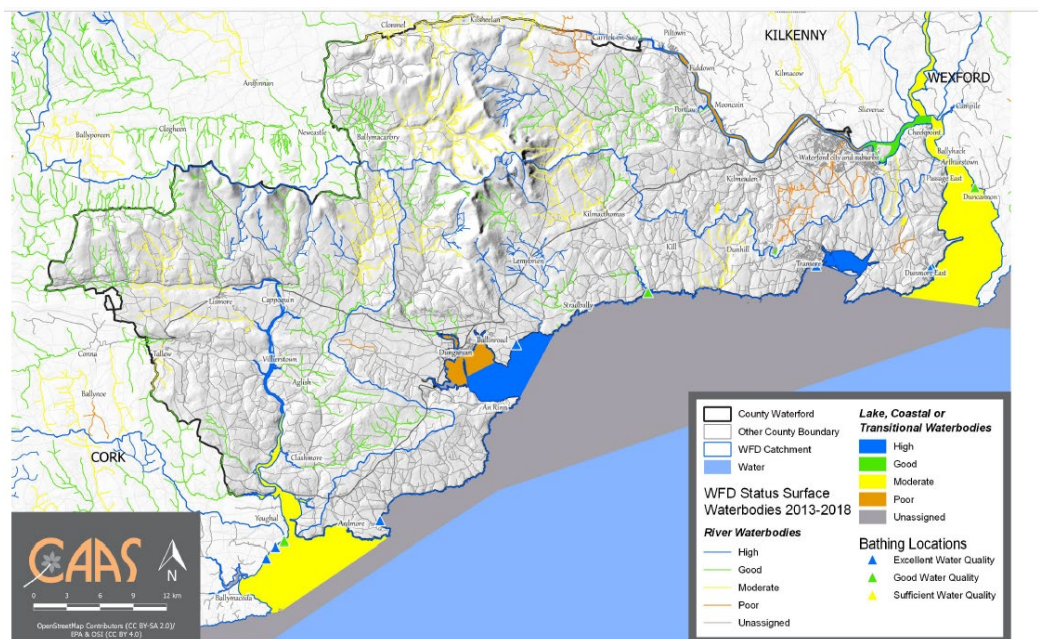 Clonmel
Kilsheelan
Carrick-on-Suir
Piltown
KILKENNY
Fiddown
Kilmacow
WEXFORD
Ardfinnan
Portlaw
Mooncoin
Slieverue
Campile
Ballyporeen
Clogheen
Newcastle
Ballymacarbry
Cheekpoint
Waterford city and suburbs
Ballyhack
Arthurstown
Passage East
Duncannon
Kilmeaden
Kilmacthomas
Kill
Dunhill
Lemybrien
Tramore
Dunmore East
Lismore
Cappoquin
Stradbally
Conna
Tallow
Villierstown
Ballinroad
Dungarvan
Aglish
Ballynoe
An Rinn
CORK
Clashmore
Youghal
Ardmore
Ballymacoda
CAAS
N
0 3 6 9 12 km
OpenStreetMap Contributors (CC BY-SA 2.0)/
EPA & OSI (CC BY 4.0)
County Waterford
Other County Boundary
WFD Catchment
Water
WFD Status Surface
Waterbodies 2013-2018
River Waterbodies
High
Good
Moderate
Poor
Unassigned
Lake, Coastal or
Transitional Waterbodies
High
Good
Moderate
Poor
Unassigned
Bathing Locations
Excellent Water Quality
Good Water Quality
Sufficient Water Quality